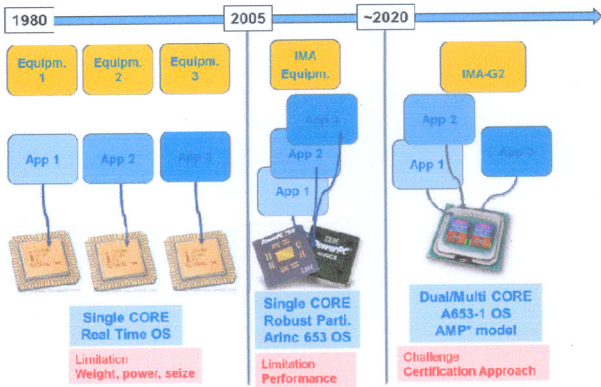 1980
2005
~2020
Equipm.
1
Equipm.
2
Equipm.
3
IMA
Equipm.
IMA-G2
App 1
App 2
App 3
App 3
App 2
App 1
App 2
App 3
App 1
PowerPC
IBM
PowerPC
Single CORE
Real Time OS
Single CORE
Robust Parti.
Arinc 653 OS
Dual/Multi CORE
A653-1 OS
AMP* model
Limitation
Weight, power, seize
Limitation
Performance
Challenge
Certification Approach